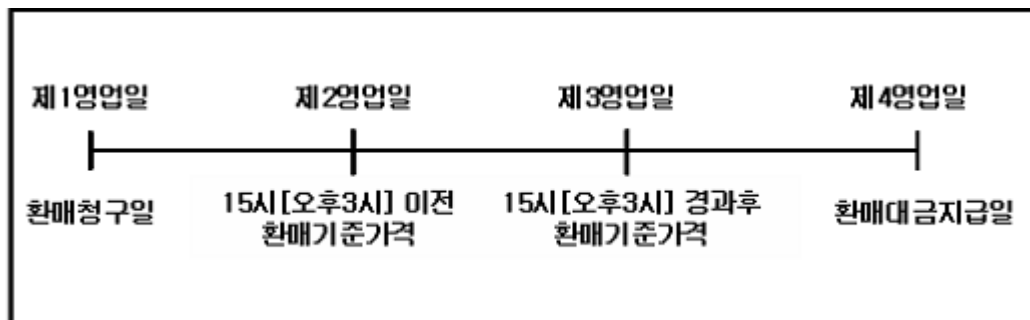 제1영업일 제2영업일 제3영업일 제4영업일
환매청구일 15시[오후3시] 이전 15시[오후3시] 경과후 환매대금지급일
환매기준가격 환매기준가격